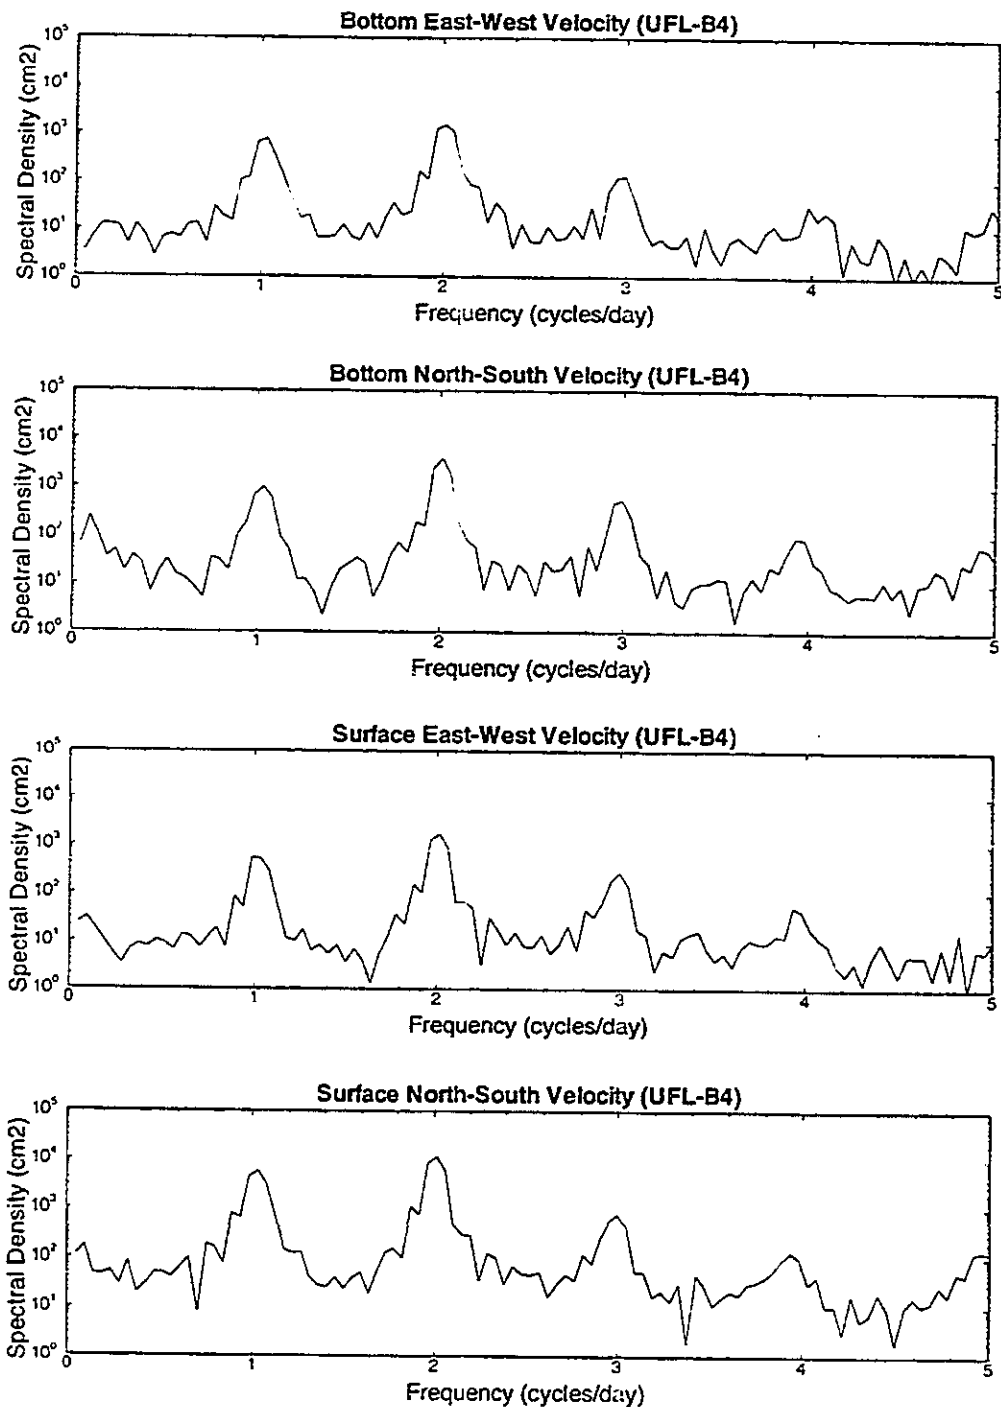 Bottom East-West Velocity (UFL-B4)
10⁵
10⁴
10³
10²
10¹
10⁰
Spectral Density (cm2)
0 1 2 3 4 5
Frequency (cycles/day)
Bottom North-South Velocity (UFL-B4)
10⁵
10⁴
10³
10²
10¹
10⁰
Spectral Density (cm2)
0 1 2 3 4 5
Frequency (cycles/day)
Surface East-West Velocity (UFL-B4)
10⁵
10⁴
10³
10²
10¹
10⁰
Spectral Density (cm2)
0 1 2 3 4 5
Frequency (cycles/day)
Surface North-South Velocity (UFL-B4)
10⁵
10⁴
10³
10²
10¹
10⁰
Spectral Density (cm2)
0 1 2 3 4 5
Frequency (cycles/day)